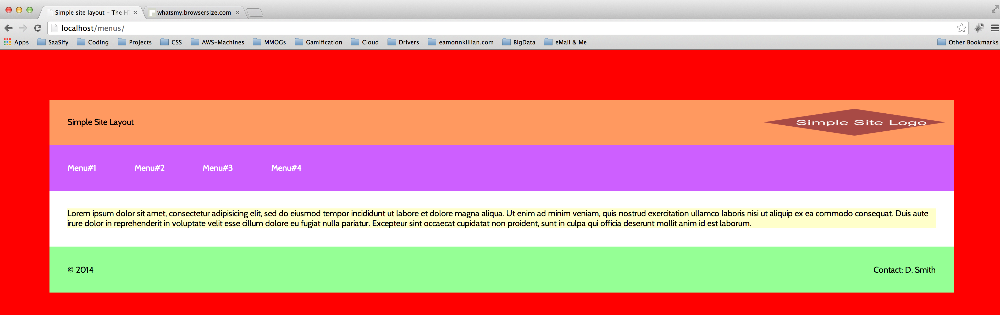 Simple site layout – The H
whatsmy.browsersize.com
localhost/menus/
Apps SaaSify Coding Projects CSS AWS-Machines MMOGs Gamification Cloud Drivers eamonnkillian.com BigData eMail & Me Other Bookmarks
Simple Site Layout
Simple Site Logo
Menu#1 Menu#2 Menu#3 Menu#4
Lorem ipsum dolor sit amet, consectetur adipisicing elit, sed do eiusmod tempor incididunt ut labore et dolore magna aliqua. Ut enim ad minim veniam, quis nostrud exercitation ullamco laboris nisi ut aliquip ex ea commodo consequat. Duis aute
irure dolor in reprehenderit in voluptate velit esse cillum dolore eu fugiat nulla pariatur. Excepteur sint occaecat cupidatat non proident, sunt in culpa qui officia deserunt mollit anim id est laborum.
© 2014 Contact: D. Smith